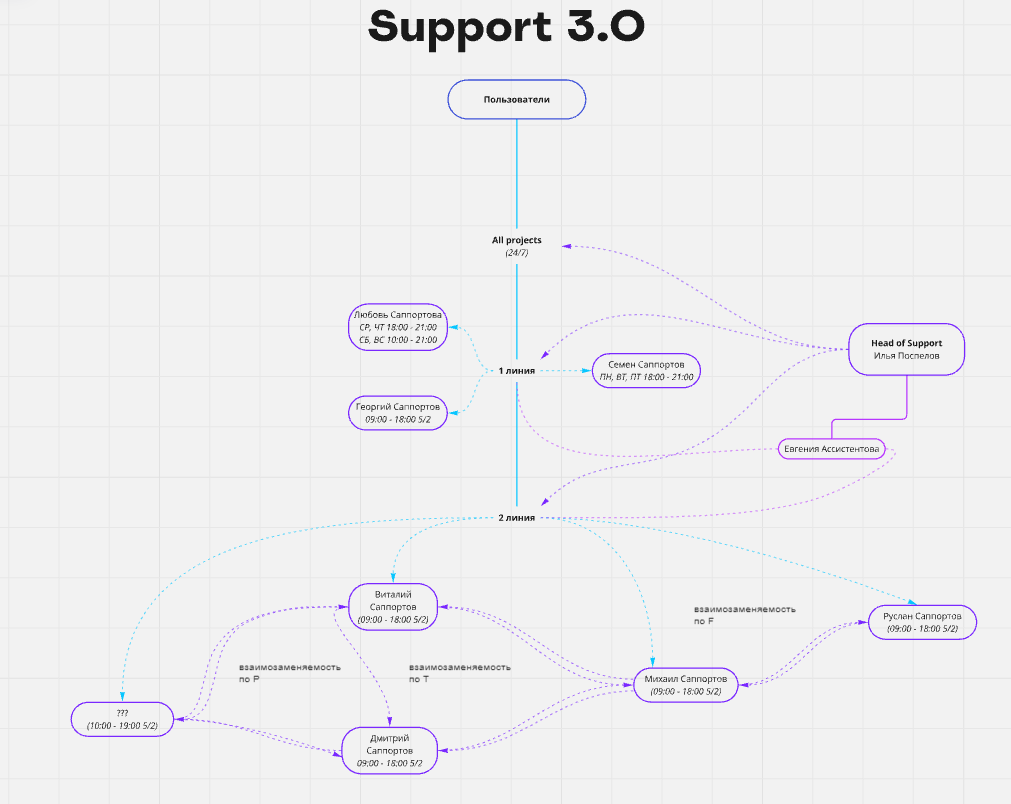 Support 3.0
Пользователи
All projects
(24/7)
Любовь Саппортова
СР, ЧТ 18:00 - 21:00
СБ, ВС 10:00 - 21:00
Head of Support
Илья Поспелов
1 линия
Семен Саппортов
ПН, ВТ, ПТ 18:00 - 21:00
Георгий Саппортов
09:00 - 18:00 5/2
Евгения Ассистентова
2 линия
Виталий
Саппортов
(09:00 - 18:00 5/2)
взаимозаменяемость
по F
Руслан Саппортов
(09:00 - 18:00 5/2)
взаимозаменяемость
по P
взаимозаменяемость
по T
Михаил Саппортов
(09:00 - 18:00 5/2)
???
(10:00 - 19:00 5/2)
Дмитрий
Саппортов
09:00 - 18:00 5/2